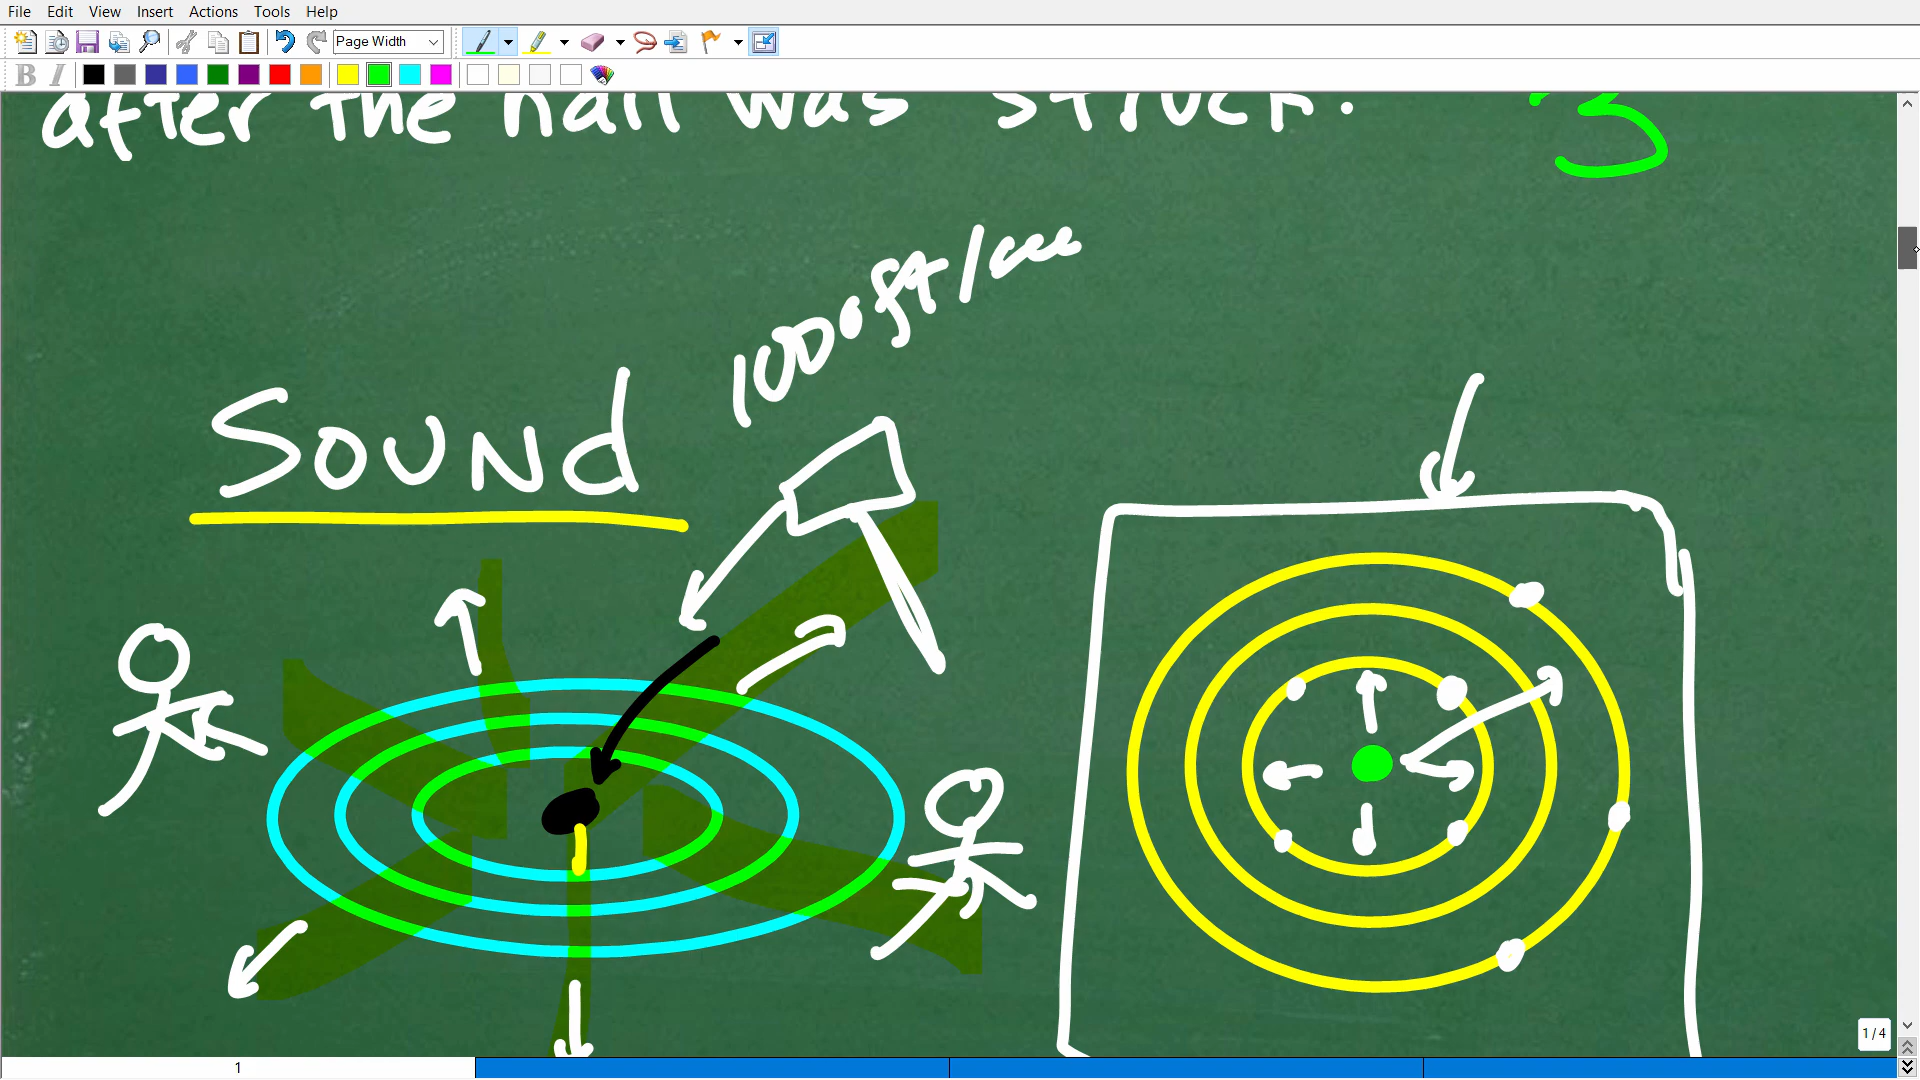 File Edit View Insert Actions Tools Help
Page Width
B I
after the nail was struck.
3
1000 ft/sec
Sound
1/4
1